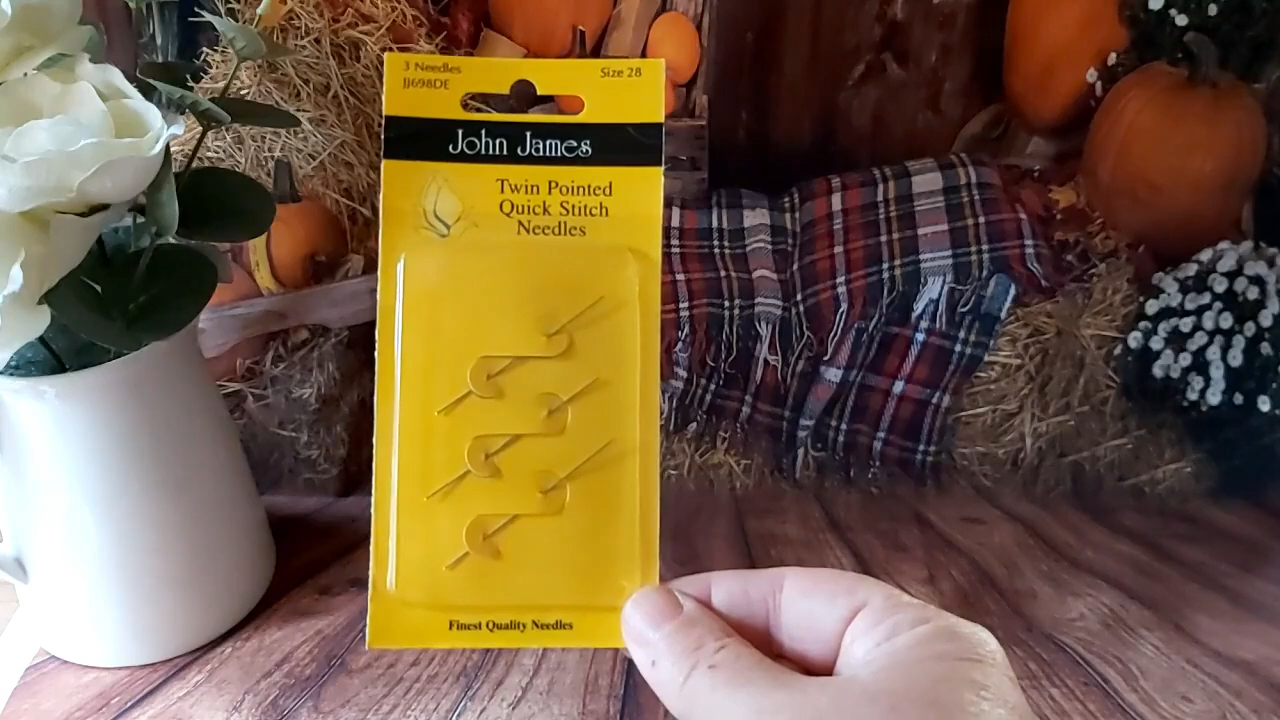 3 Needles
JJ698DE
Size 28
John James
Twin Pointed
Quick Stitch
Needles
Finest Quality Needles